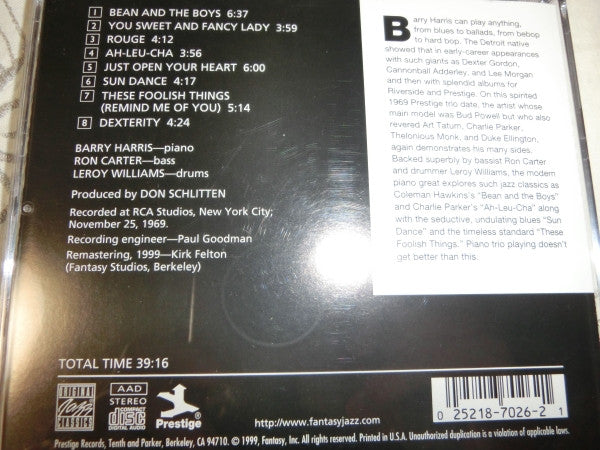 1 BEAN AND THE BOYS 6:37
2 YOU SWEET AND FANCY LADY 3:59
3 ROUGE 4:12
4 AH-LEU-CHA 3:56
5 JUST OPEN YOUR HEART 6:00
6 SUN DANCE 4:17
7 THESE FOOLISH THINGS
(REMIND ME OF YOU) 5:14
8 DEXTERITY 4:24
BARRY HARRIS—piano
RON CARTER—bass
LEROY WILLIAMS—drums
Produced by DON SCHLITTEN
Recorded at RCA Studios, New York City;
November 25, 1969.
Recording engineer—Paul Goodman
Remastering, 1999—Kirk Felton
(Fantasy Studios, Berkeley)
Barry Harris can play anything,
from blues to ballads, from bebop
to hard bop. The Detroit native
showed that in early-career appearances
with such giants as Dexter Gordon,
Cannonball Adderley, and Lee Morgan
and then with splendid albums for
Riverside and Prestige. On this spirited
1969 Prestige trio date, the artist whose
main model was Bud Powell but who also
revered Art Tatum, Charlie Parker,
Thelonious Monk, and Duke Ellington,
again demonstrates his many sides.
Backed superbly by bassist Ron Carter
and drummer Leroy Williams, the modern
piano great explores such jazz classics as
Coleman Hawkins's "Bean and the Boys"
and Charlie Parker's "Ah-Leu-Cha" along
with the seductive, undulating blues "Sun
Dance" and the timeless standard "These
Foolish Things." Piano trio playing doesn't
get better than this.
TOTAL TIME 39:16
ORIGINAL
Jazz
CLASSICS
AAD
STEREO
COMPACT
disc
DIGITAL AUDIO
Prestige
http://www.fantasyjazz.com
0 25218-7026-2 1
Prestige Records, Tenth and Parker, Berkeley, CA 94710. © 1999, Fantasy, Inc. All rights reserved. Printed in U.S.A. Unauthorized duplication is a violation of applicable laws.